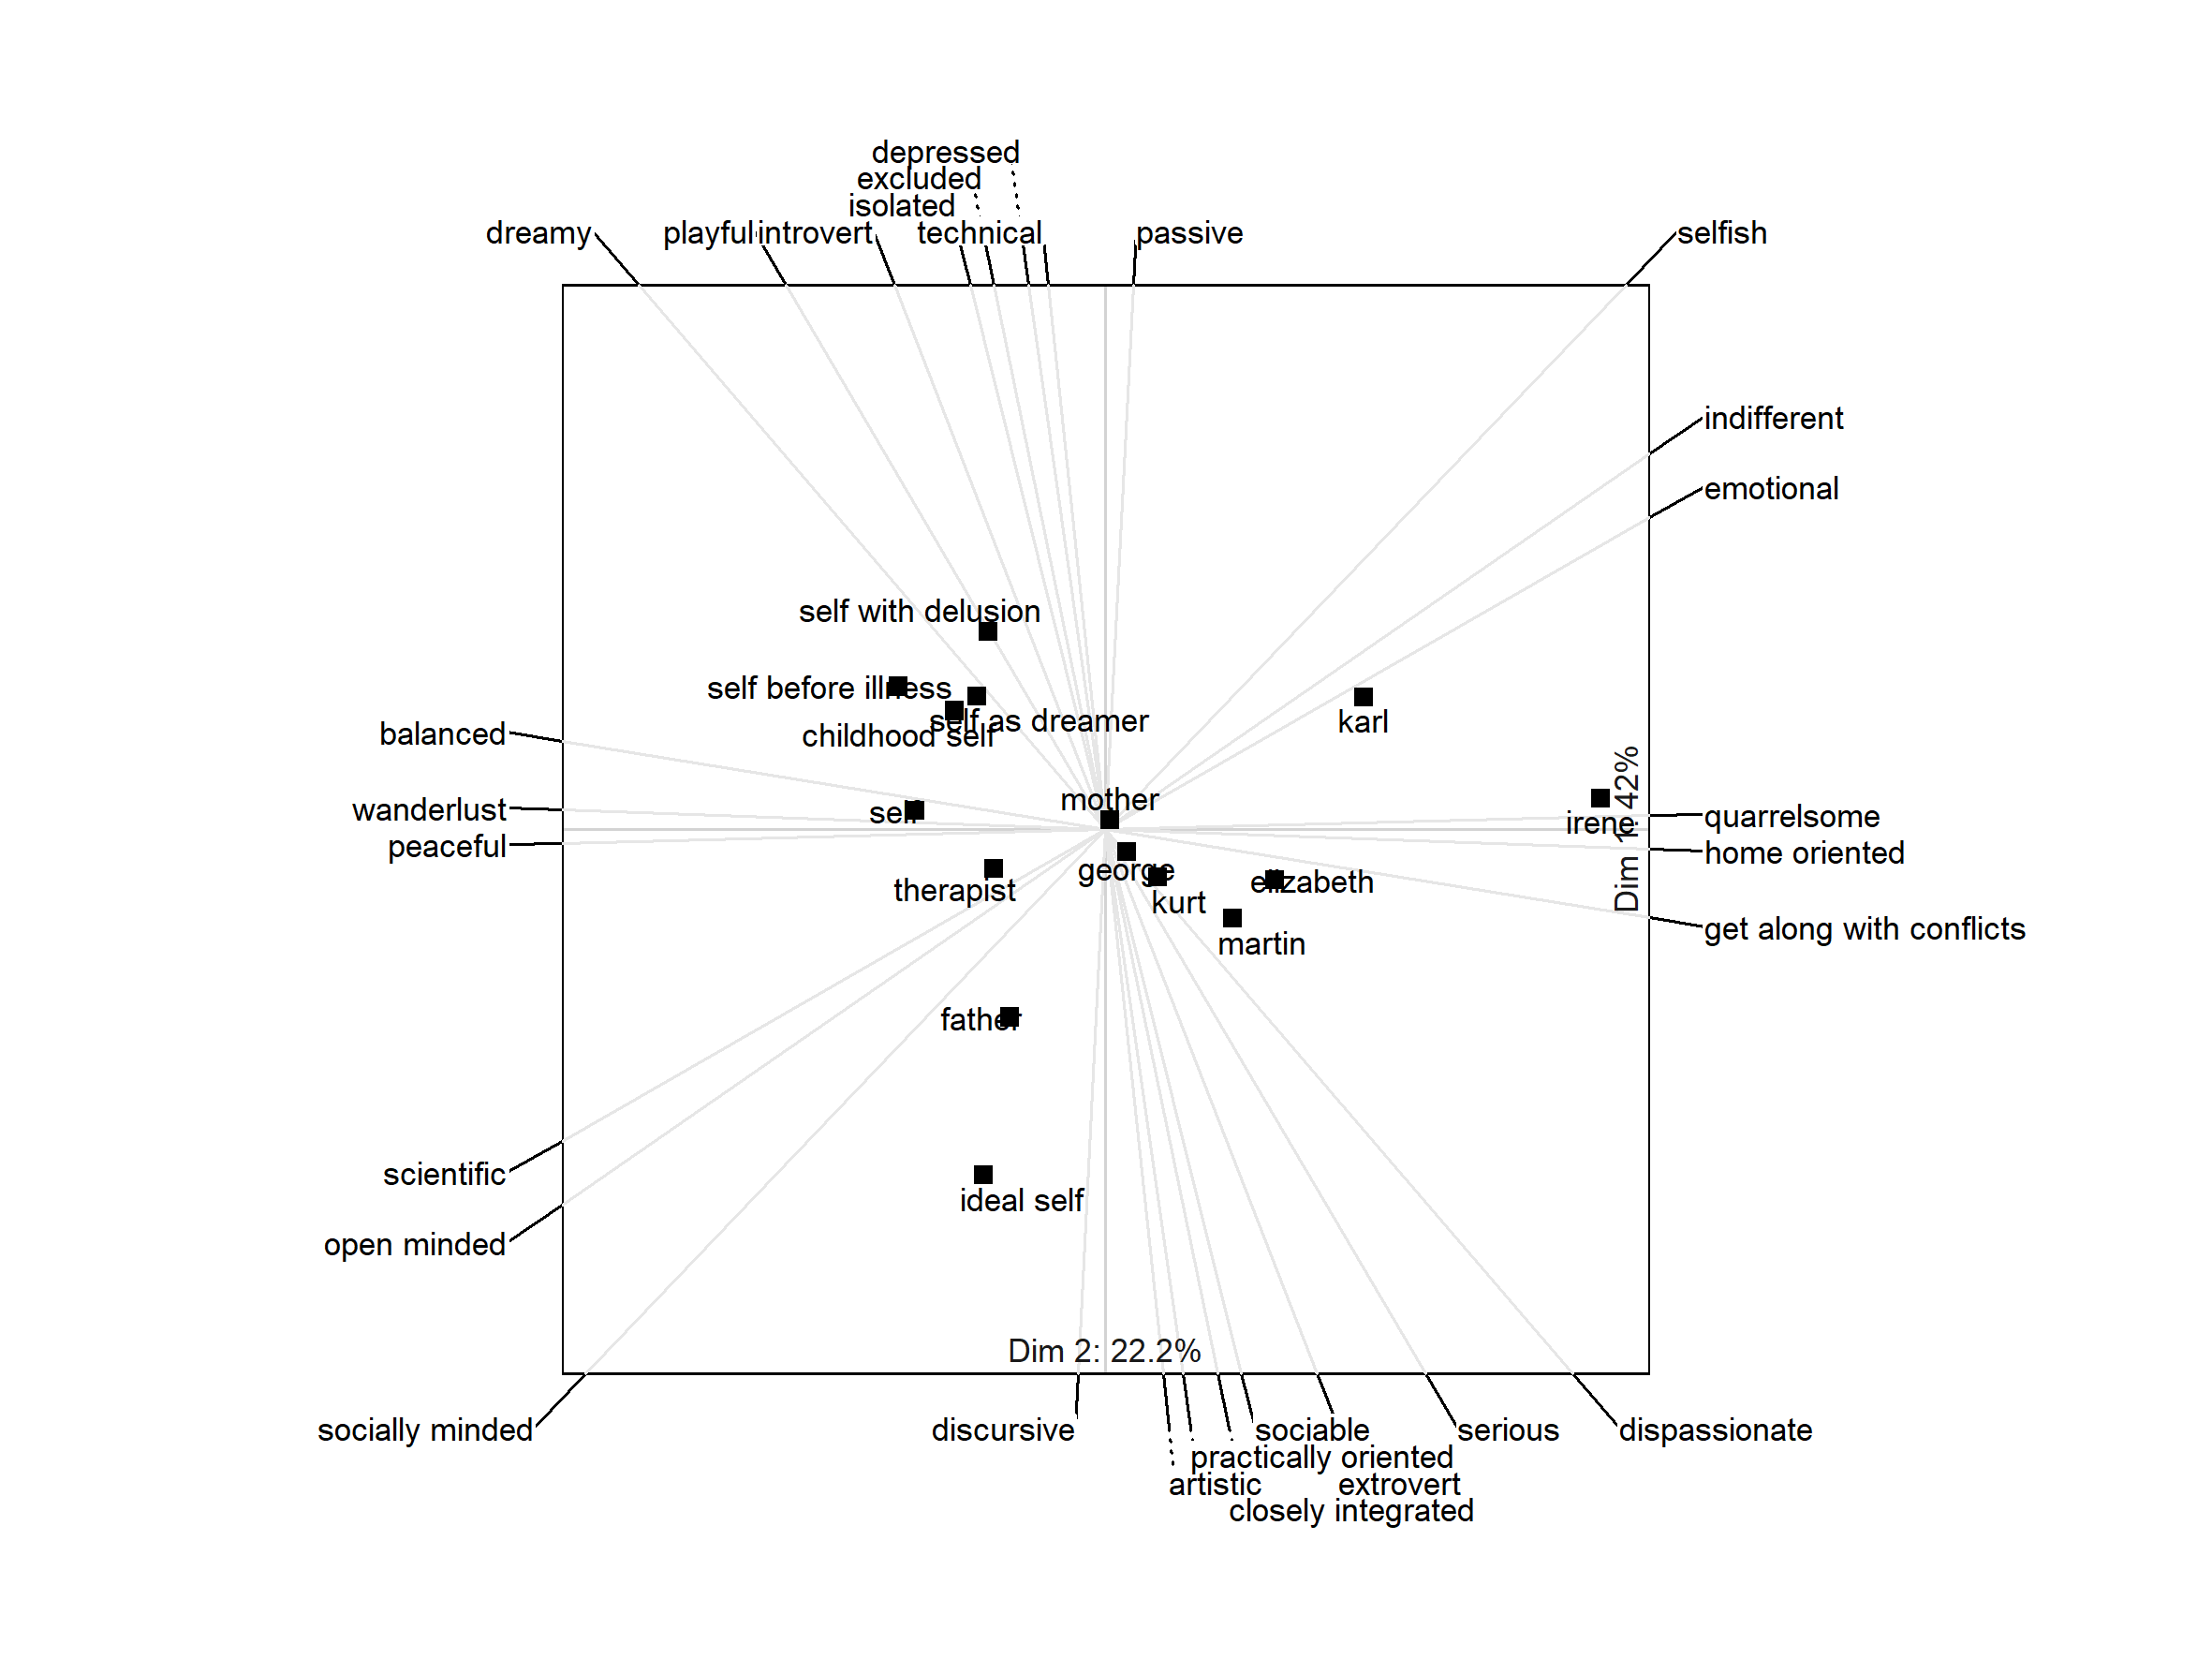 depressed
excluded
isolated
dreamy
playful
introvert
technical
passive
selfish
indifferent
emotional
self with delusion
self before illness
self as dreamer
childhood self
karl
balanced
mother
wanderlust
self
irene
Dim 1: 42%
quarrelsome
peaceful
home oriented
george
therapist
elizabeth
kurt
get along with conflicts
martin
father
scientific
ideal self
open minded
Dim 2: 22.2%
socially minded
discursive
sociable
serious
dispassionate
practically oriented
artistic
extrovert
closely integrated